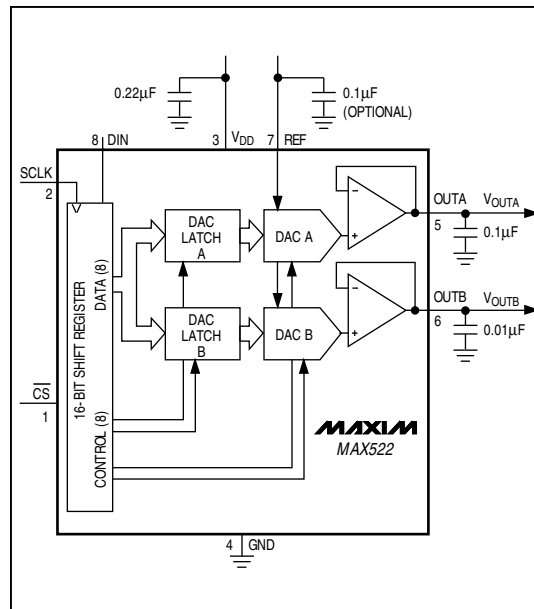 0.22µF
0.1µF
(OPTIONAL)
8 DIN
3 VDD
7 REF
SCLK
2
OUTA VOUTA
5
0.1µF
DAC
LATCH
A
DAC A
DATA (8)
16-BIT SHIFT REGISTER
CONTROL (8)
DAC
LATCH
B
DAC B
OUTB VOUTB
6
0.01µF
CS
1
MAXIM
MAX522
4 GND